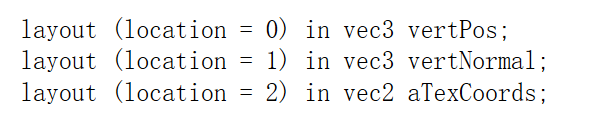 layout (location = 0) in vec3 vertPos;
layout (location = 1) in vec3 vertNormal;
layout (location = 2) in vec2 aTexCoords;